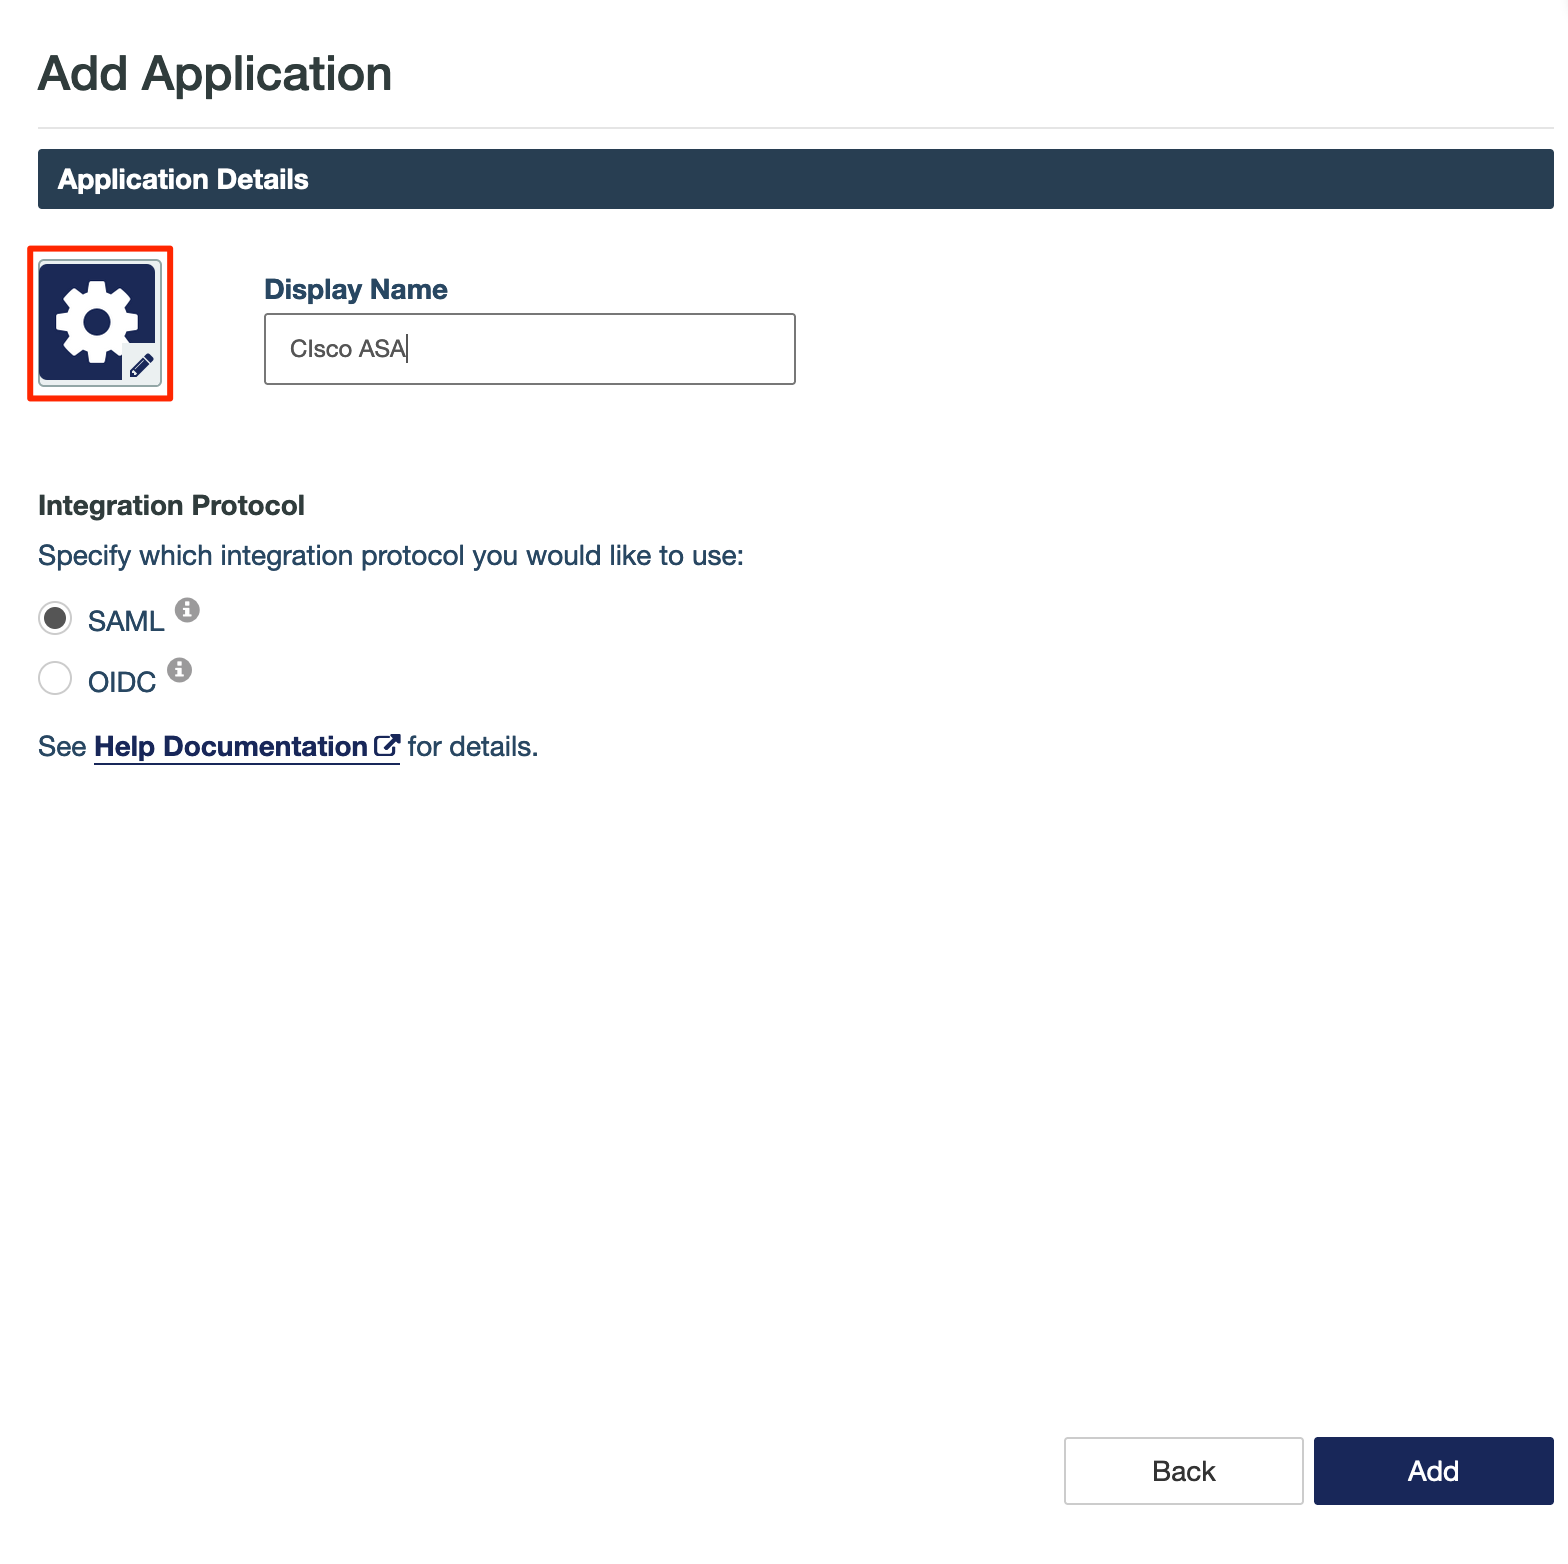 Add Application
Application Details
Display Name
CIsco ASA
Integration Protocol
Specify which integration protocol you would like to use:
SAML
OIDC
See Help Documentation for details.
Back
Add